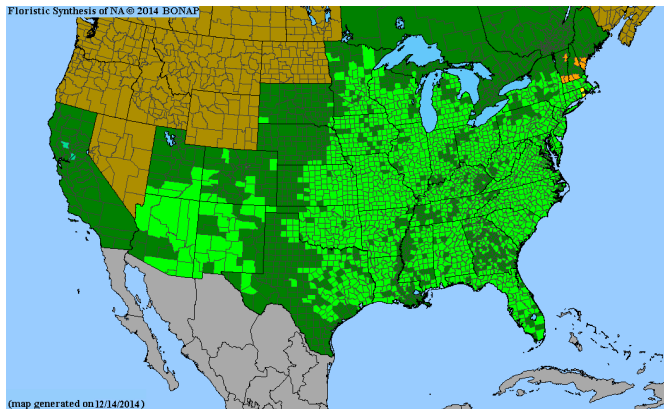 Floristic Synthesis of NA © 2014 BONAP
(map generated on 12/14/2014)